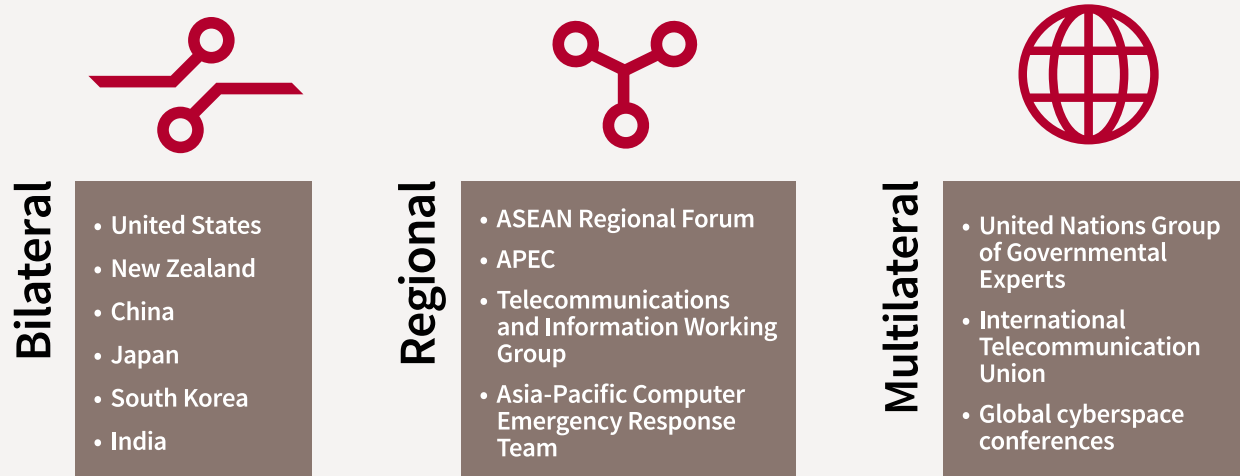 Bilateral
• United States
• New Zealand
• China
• Japan
• South Korea
• India
Regional
• ASEAN Regional Forum
• APEC
• Telecommunications
and Information Working
Group
• Asia-Pacific Computer
Emergency Response
Team
Multilateral
• United Nations Group
of Governmental
Experts
• International
Telecommunication
Union
• Global cyberspace
conferences